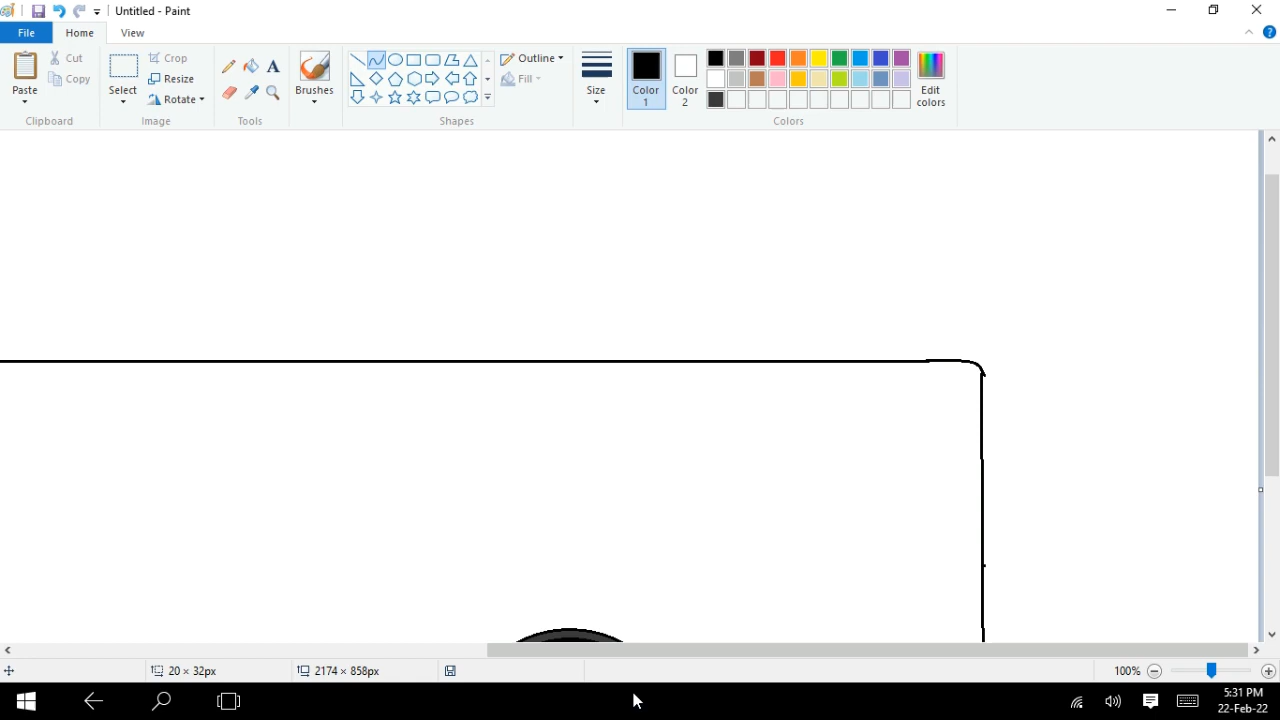 Untitled - Paint
File Home View
Paste
Cut
Copy
Clipboard
Select
Crop
Resize
Rotate
Image
A
Tools
Brushes
Outline
Fill
Shapes
Size
Color 1
Color 2
Edit colors
Colors
20 × 32px
2174 × 858px
100%
5:31 PM
22-Feb-22